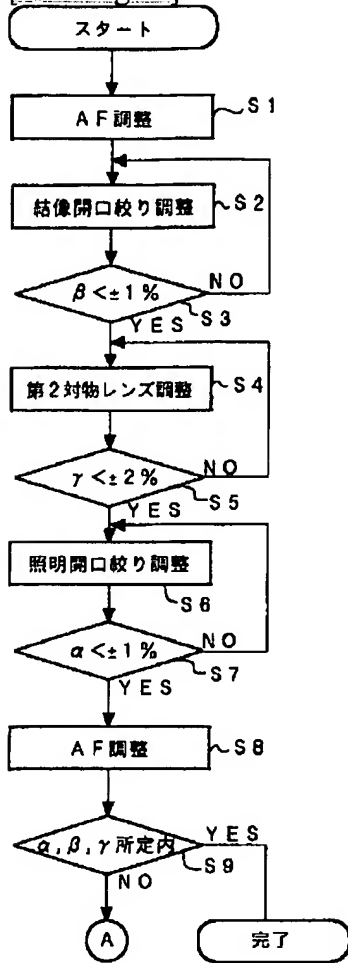 スタート
AF調整
S1
結像開口絞り調整
S2
NO
β<±1%
S3
YES
第2対物レンズ調整
S4
NO
γ<±2%
S5
YES
照明開口絞り調整
S6
NO
α<±1%
S7
YES
AF調整
S8
YES
α,β,γ所定内
S9
NO
A
完了